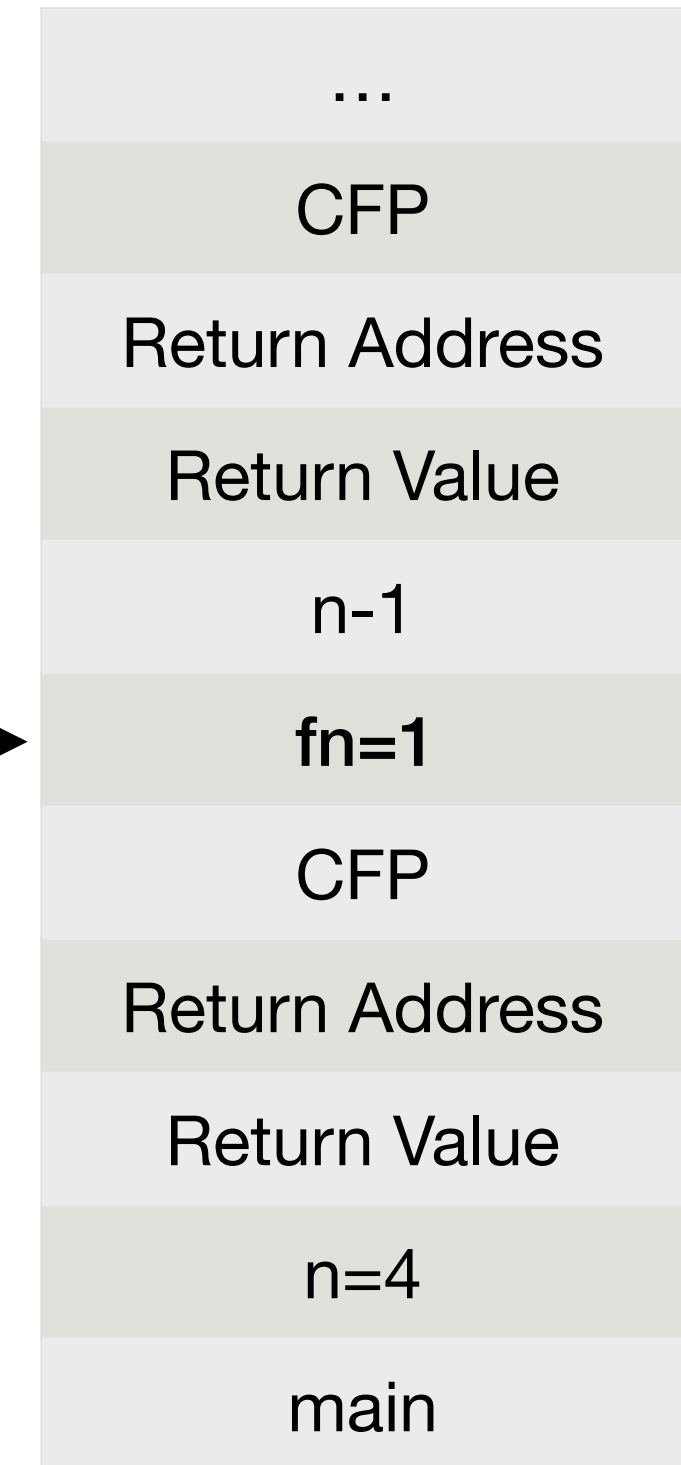 ...
CFP
Return Address
Return Value
n-1
fn=1
CFP
Return Address
Return Value
n=4
main